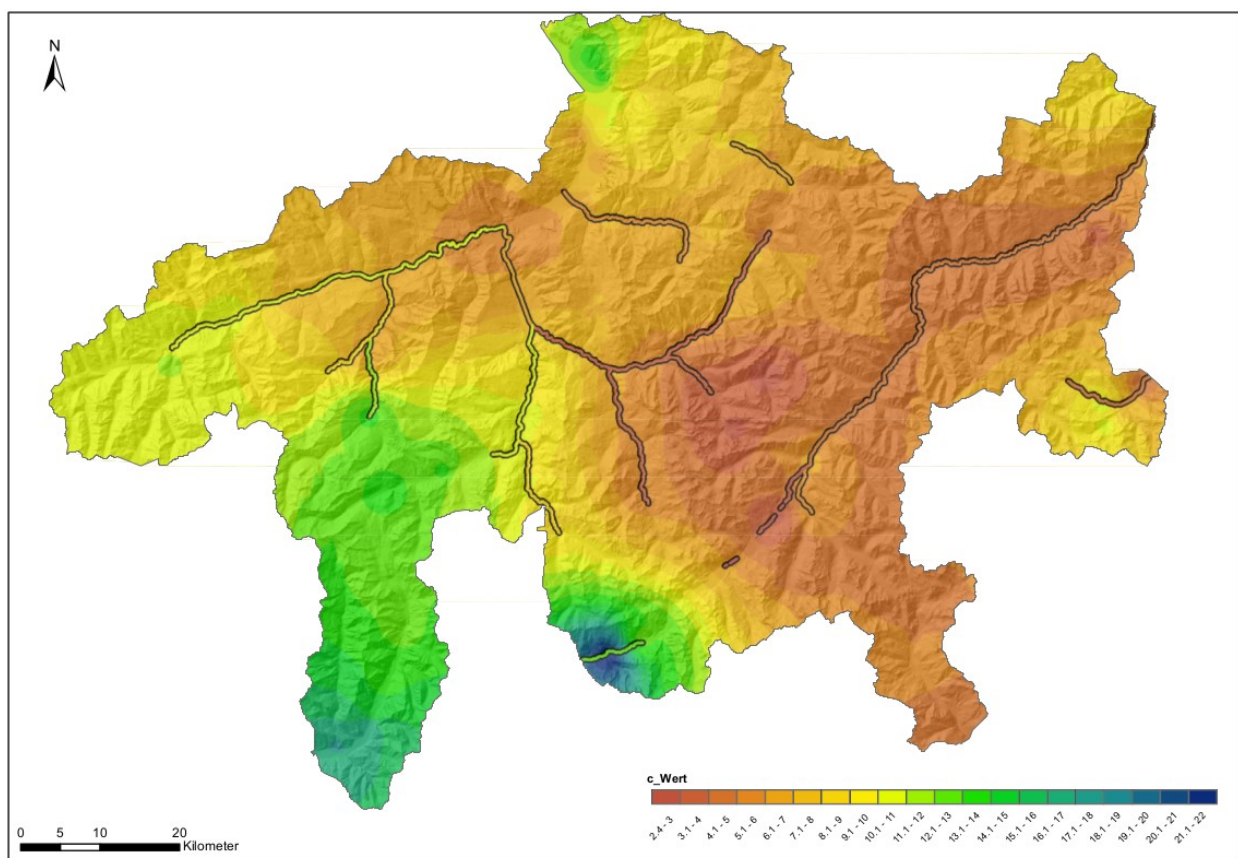 N
c_Wert
2.4 - 3
3.1 - 4
4.1 - 5
5.1 - 6
6.1 - 7
7.1 - 8
8.1 - 9
9.1 - 10
10.1 - 11
11.1 - 12
12.1 - 13
13.1 - 14
14.1 - 15
15.1 - 16
16.1 - 17
17.1 - 18
18.1 - 19
19.1 - 20
20.1 - 21
21.1 - 22
0 5 10 20
Kilometer